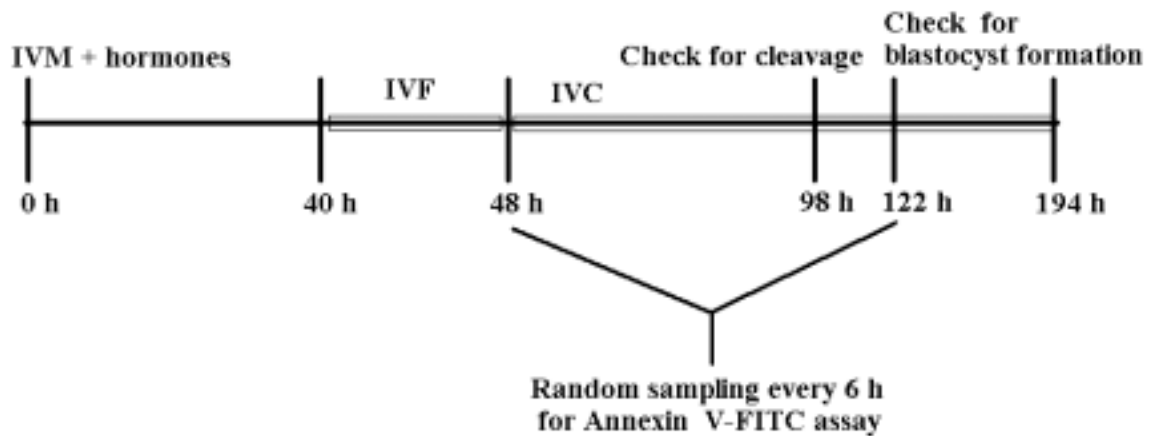 IVM + hormones
IVF
IVC
Check for cleavage
Check for
blastocyst formation
0 h
40 h
48 h
98 h
122 h
194 h
Random sampling every 6 h
for Annexin V-FITC assay